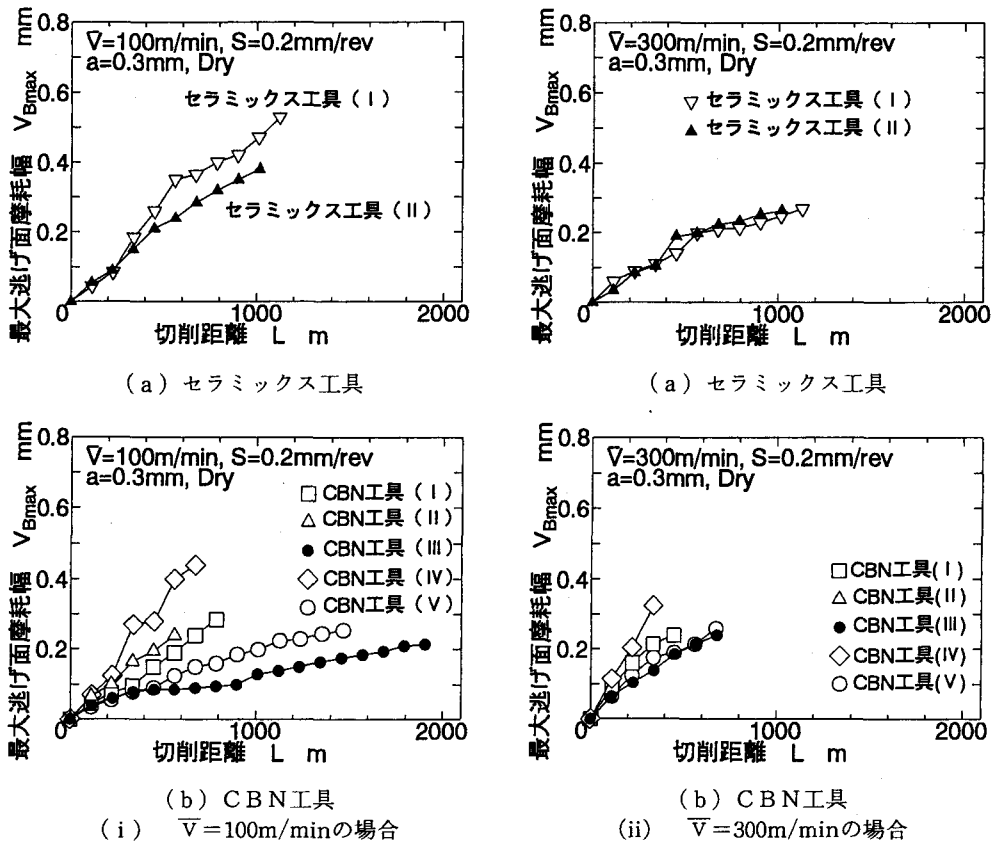 最大逃げ面摩耗幅 V_Bmax mm
0.8
0.6
0.4
0.2
0
V̄=100m/min, S=0.2mm/rev
a=0.3mm, Dry
セラミックス工具（Ⅰ）
セラミックス工具（Ⅱ）
0 1000 2000
切削距離 L m
（a）セラミックス工具
最大逃げ面摩耗幅 V_Bmax mm
0.8
0.6
0.4
0.2
V̄=300m/min, S=0.2mm/rev
a=0.3mm, Dry
▽ セラミックス工具（Ⅰ）
▲ セラミックス工具（Ⅱ）
0 1000 2000
切削距離 L m
（a）セラミックス工具
最大逃げ面摩耗幅 V_Bmax mm
0.8
0.6
0.4
0.2
V̄=100m/min, S=0.2mm/rev
a=0.3mm, Dry
□ CBN工具（Ⅰ）
△ CBN工具（Ⅱ）
● CBN工具（Ⅲ）
◇ CBN工具（Ⅳ）
○ CBN工具（Ⅴ）
0 1000 2000
切削距離 L m
（b）CBN工具
（ⅰ） V̄＝100m/minの場合
最大逃げ面摩耗幅 V_Bmax mm
0.8
0.6
0.4
0.2
V̄=300m/min, S=0.2mm/rev
a=0.3mm, Dry
□ CBN工具(Ⅰ)
△ CBN工具(Ⅱ)
● CBN工具(Ⅲ)
◇ CBN工具(Ⅳ)
○ CBN工具(Ⅴ)
0 1000 2000
切削距離 L m
（b）CBN工具
(ⅱ) V̄＝300m/minの場合